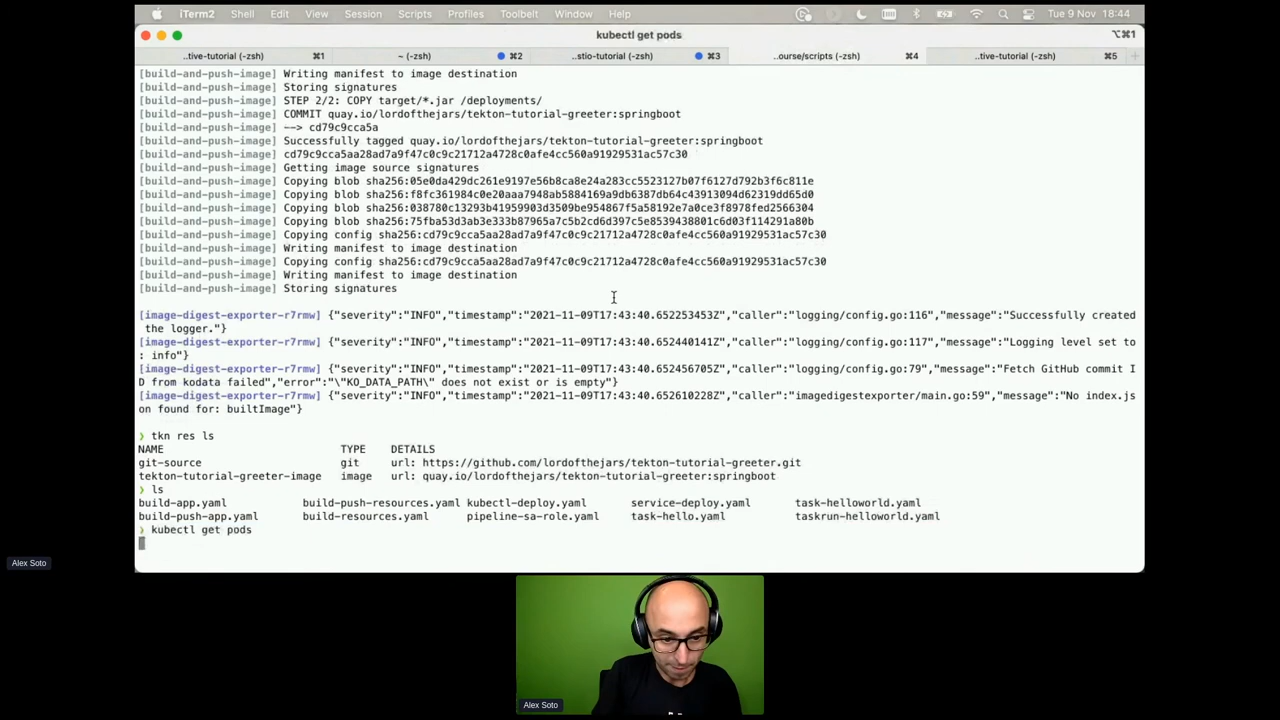 iTerm2 Shell Edit View Session Scripts Profiles Toolbelt Window Help Tue 9 Nov 18:44
kubectl get pods ⌥⌘1
..tive-tutorial (-zsh) ⌘1 ~ (-zsh) ⌘2 ..stio-tutorial (-zsh) ⌘3 ..ourse/scripts (-zsh) ⌘4 ..tive-tutorial (-zsh) ⌘5
[build-and-push-image] Writing manifest to image destination
[build-and-push-image] Storing signatures
[build-and-push-image] STEP 2/2: COPY target/*.jar /deployments/
[build-and-push-image] COMMIT quay.io/lordofthejars/tekton-tutorial-greeter:springboot
[build-and-push-image] --> cd79c9cca5a
[build-and-push-image] Successfully tagged quay.io/lordofthejars/tekton-tutorial-greeter:springboot
[build-and-push-image] cd79c9cca5aa28ad7a9f47c0c9c21712a4728c0afe4cc560a91929531ac57c30
[build-and-push-image] Getting image source signatures
[build-and-push-image] Copying blob sha256:05e0da429dc261e9197e56b8ca8e24a283cc5523127b07f6127d792b3f6c811e
[build-and-push-image] Copying blob sha256:f8fc361984c0e20aaa7948ab5884169a9db6387db64c43913094d62319dd65d0
[build-and-push-image] Copying blob sha256:038780c13293b41959903d3509be954867f5a58192e7a0ce3f8978fed2566304
[build-and-push-image] Copying blob sha256:75fba53d3ab3e333b87965a7c5b2cd6d397c5e8539438801c6d03f114291a80b
[build-and-push-image] Copying config sha256:cd79c9cca5aa28ad7a9f47c0c9c21712a4728c0afe4cc560a91929531ac57c30
[build-and-push-image] Writing manifest to image destination
[build-and-push-image] Copying config sha256:cd79c9cca5aa28ad7a9f47c0c9c21712a4728c0afe4cc560a91929531ac57c30
[build-and-push-image] Writing manifest to image destination
[build-and-push-image] Storing signatures
[image-digest-exporter-r7rmw] {"severity":"INFO","timestamp":"2021-11-09T17:43:40.652253453Z","caller":"logging/config.go:116","message":"Successfully created
the logger."}
[image-digest-exporter-r7rmw] {"severity":"INFO","timestamp":"2021-11-09T17:43:40.652440141Z","caller":"logging/config.go:117","message":"Logging level set to
: info"}
[image-digest-exporter-r7rmw] {"severity":"INFO","timestamp":"2021-11-09T17:43:40.652456705Z","caller":"logging/config.go:79","message":"Fetch GitHub commit I
D from kodata failed","error":"\"KO_DATA_PATH\" does not exist or is empty"}
[image-digest-exporter-r7rmw] {"severity":"INFO","timestamp":"2021-11-09T17:43:40.652610228Z","caller":"imagedigestexporter/main.go:59","message":"No index.js
on found for: builtImage"}
❯ tkn res ls
NAME TYPE DETAILS
git-source git url: https://github.com/lordofthejars/tekton-tutorial-greeter.git
tekton-tutorial-greeter-image image url: quay.io/lordofthejars/tekton-tutorial-greeter:springboot
❯ ls
build-app.yaml build-push-resources.yaml kubectl-deploy.yaml service-deploy.yaml task-helloworld.yaml
build-push-app.yaml build-resources.yaml pipeline-sa-role.yaml task-hello.yaml taskrun-helloworld.yaml
❯ kubectl get pods
Alex Soto
Alex Soto